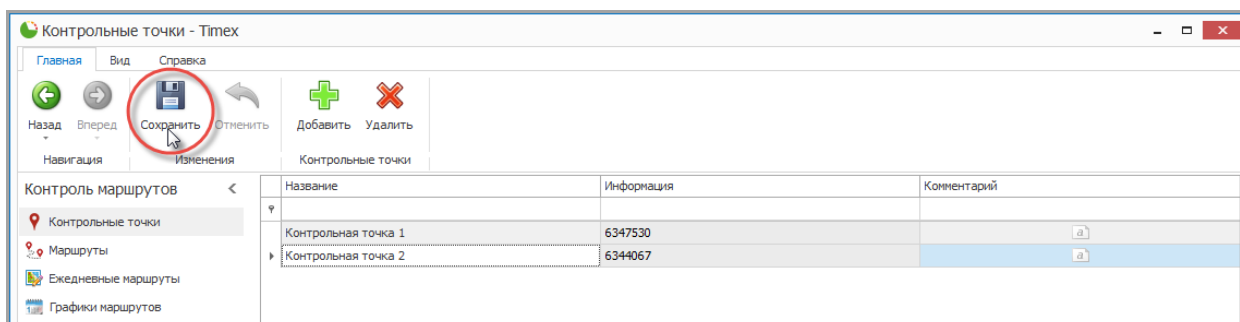 Контрольные точки - Timex
Главная Вид Справка
Назад Вперед Сохранить Отменить Добавить Удалить
Навигация Изменения Контрольные точки
Контроль маршрутов <
Контрольные точки
Маршруты
Ежедневные маршруты
Графики маршрутов
Название Информация Комментарий
Контрольная точка 1 6347530 a
Контрольная точка 2 6344067 a